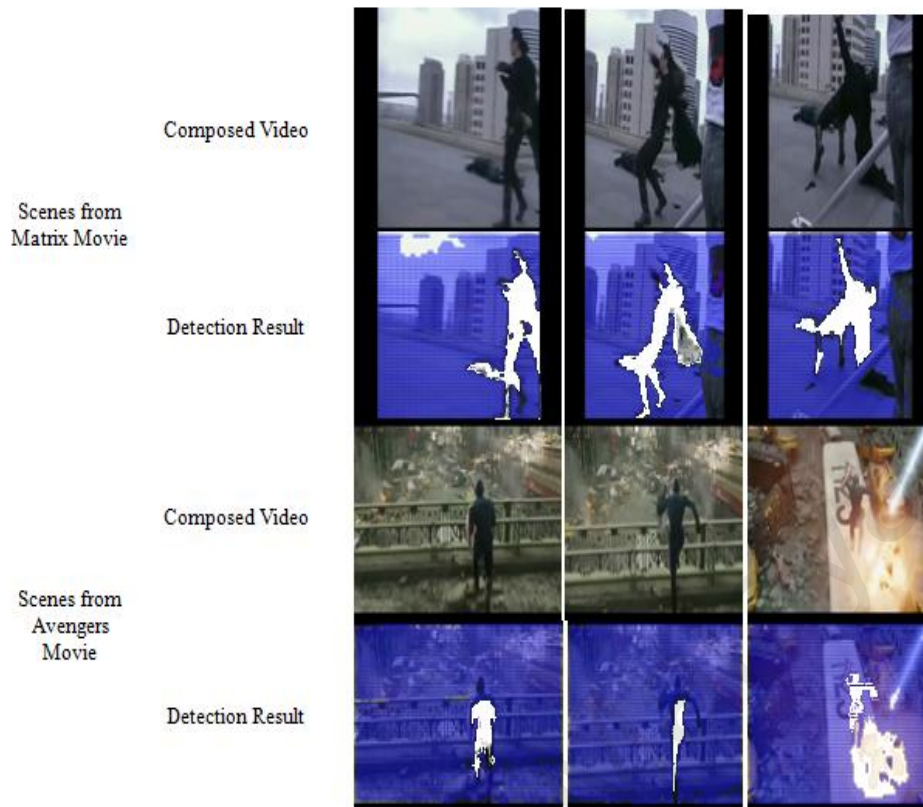 Composed Video
Scenes from
Matrix Movie
Detection Result
Composed Video
Scenes from
Avengers
Movie
Detection Result